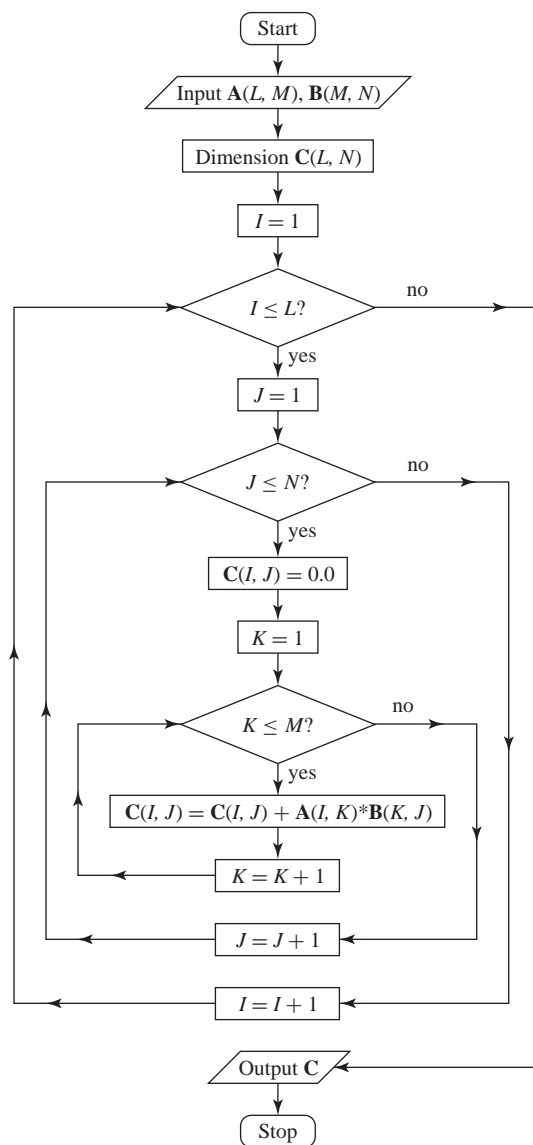 Start
Input A(L, M), B(M, N)
Dimension C(L, N)
I = 1
I ≤ L?
no
yes
J = 1
J ≤ N?
no
yes
C(I, J) = 0.0
K = 1
K ≤ M?
no
yes
C(I, J) = C(I, J) + A(I, K)*B(K, J)
K = K + 1
J = J + 1
I = I + 1
Output C
Stop